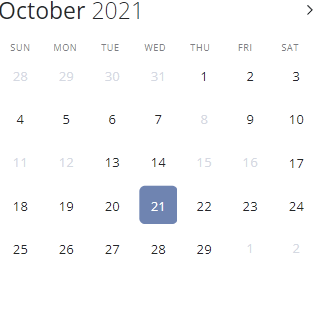 October 2021
SUN MON TUE WED THU FRI SAT
28 29 30 31 1 2 3
4 5 6 7 8 9 10
11 12 13 14 15 16 17
18 19 20 21 22 23 24
25 26 27 28 29 1 2